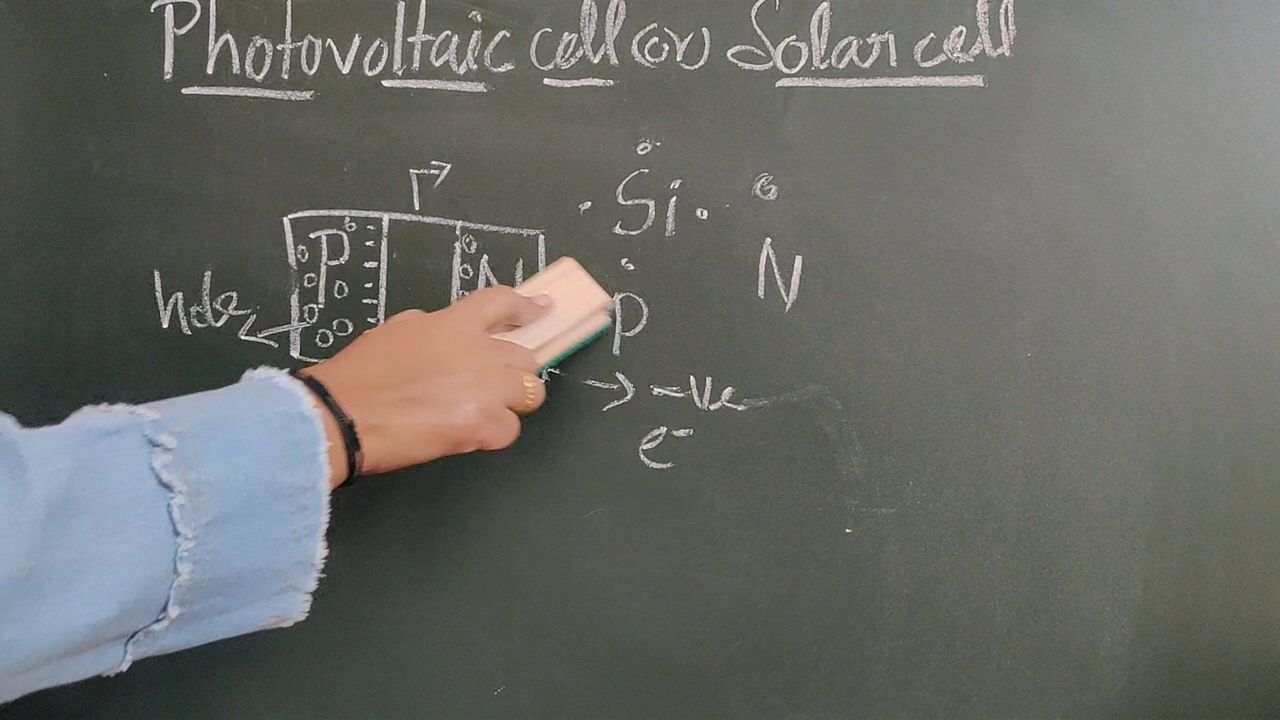 Photovoltaic cell (or) Solar cell
Si
P N
hole
N
P
→ -ve
e⁻